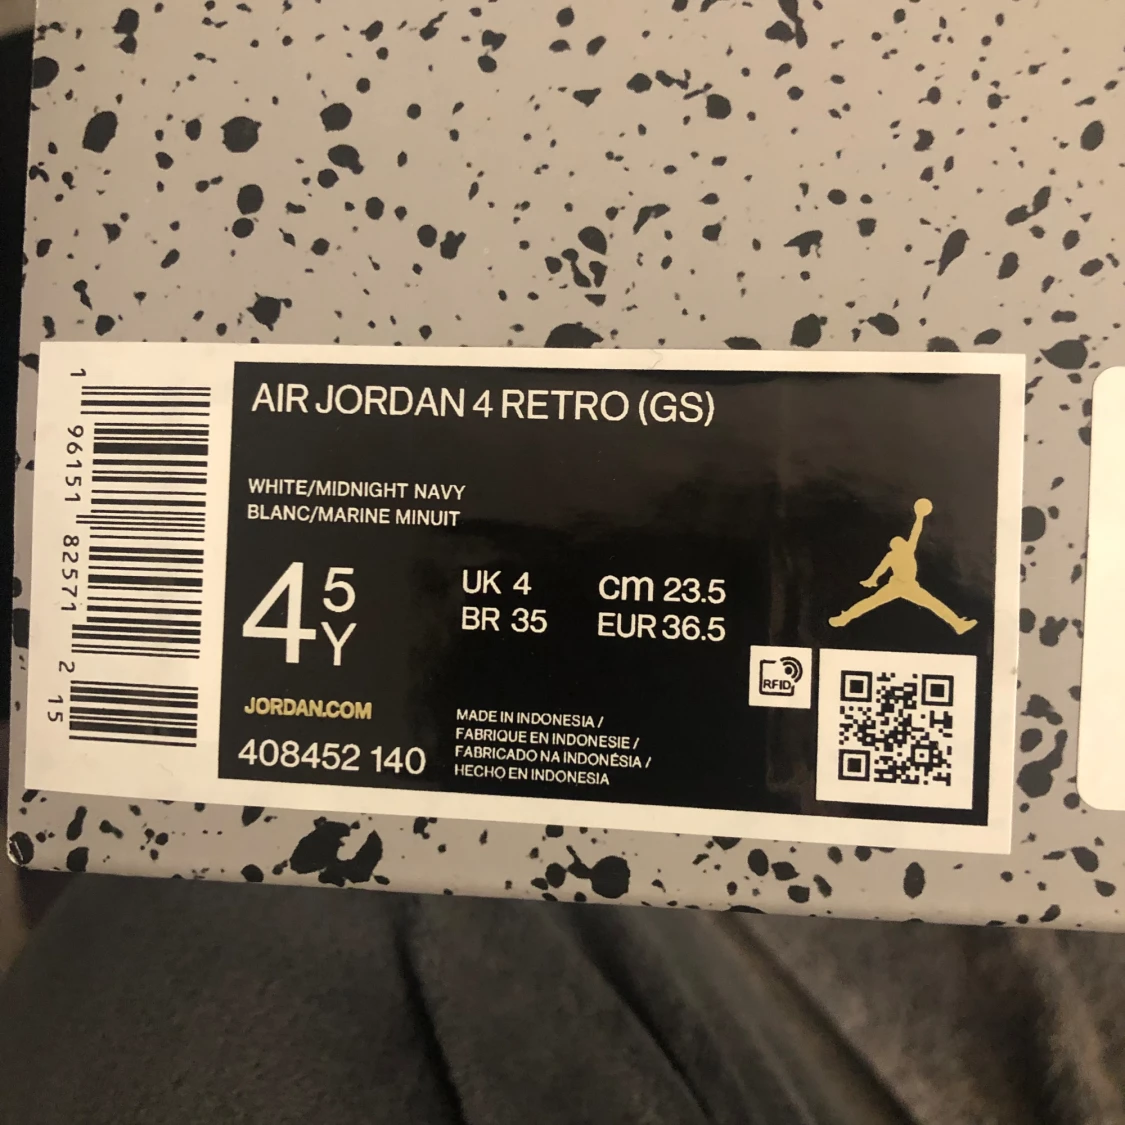 AIR JORDAN 4 RETRO (GS)
WHITE/MIDNIGHT NAVY
BLANC/MARINE MINUIT
4 5Y
UK 4
BR 35
cm 23.5
EUR 36.5
JORDAN.COM
408452 140
MADE IN INDONESIA /
FABRIQUE EN INDONESIE /
FABRICADO NA INDONÉSIA /
HECHO EN INDONESIA
RFID
1 96151 82571 2 15